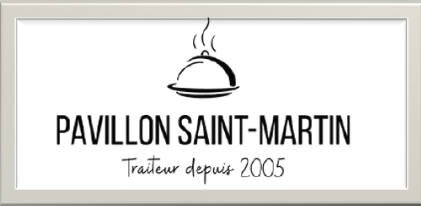 PAVILLON SAINT-MARTIN
Traiteur depuis 2005